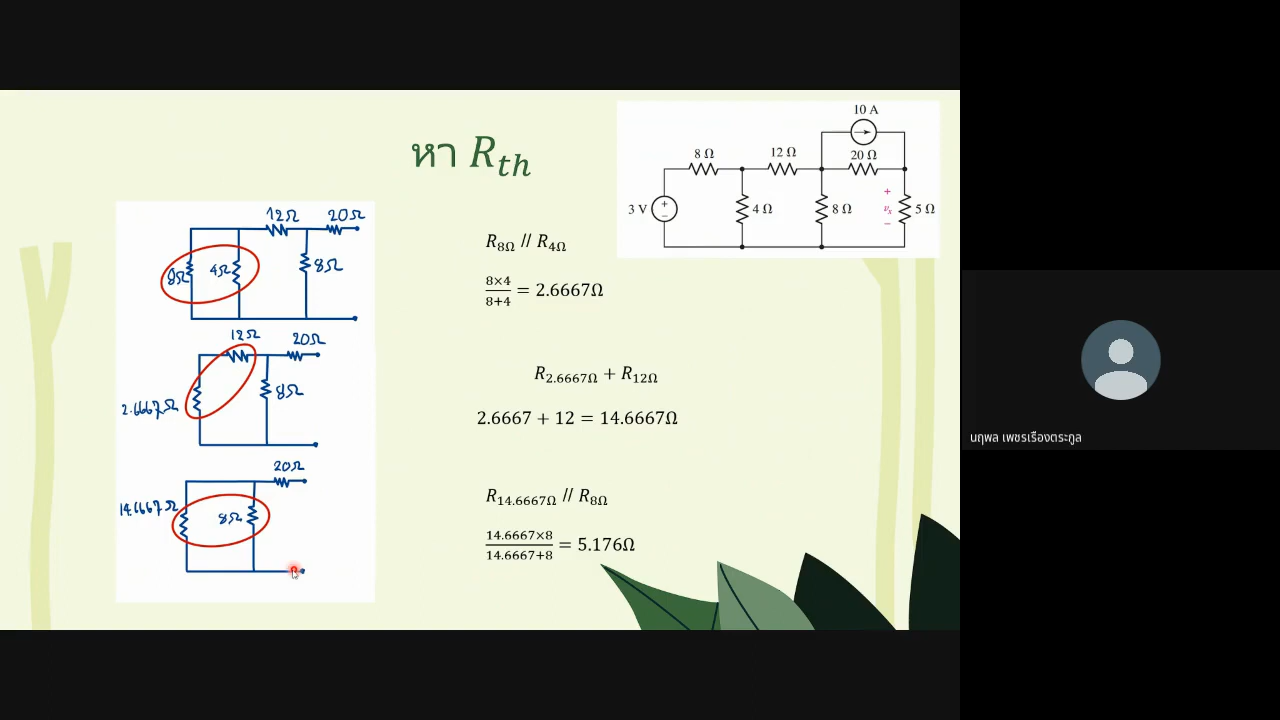 หา R_th
10 A
8 Ω
12 Ω
20 Ω
3 V
+
−
4 Ω
8 Ω
+
v_x
−
5 Ω
12Ω 20Ω
8Ω 4Ω 8Ω
R_8Ω // R_4Ω
8×4/8+4 = 2.6667Ω
12Ω 20Ω
2.6667Ω 8Ω
R_2.6667Ω + R_12Ω
2.6667 + 12 = 14.6667Ω
20Ω
14.6667Ω 8Ω
R_14.6667Ω // R_8Ω
14.6667×8/14.6667+8 = 5.176Ω
นฤพล เพชรเรืองตระกูล